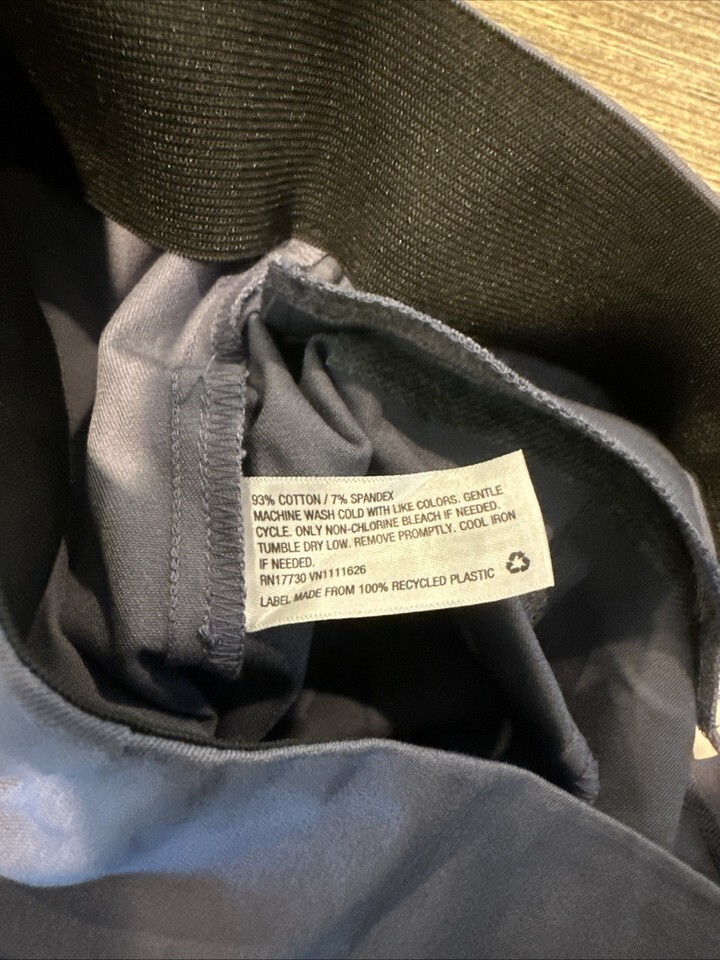 93% COTTON / 7% SPANDEX
MACHINE WASH COLD WITH LIKE COLORS. GENTLE
CYCLE. ONLY NON-CHLORINE BLEACH IF NEEDED.
TUMBLE DRY LOW. REMOVE PROMPTLY. COOL IRON
IF NEEDED.
RN17730 VN1111626
LABEL MADE FROM 100% RECYCLED PLASTIC